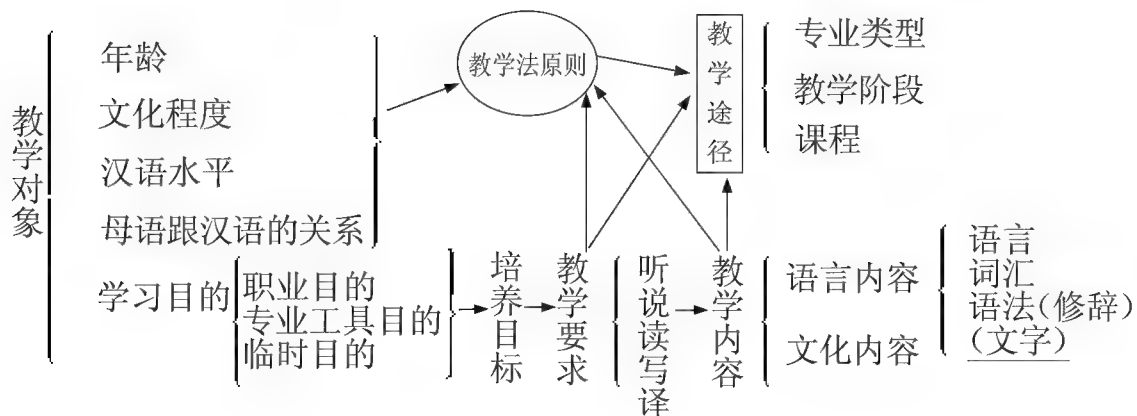 教学对象
年龄
文化程度
汉语水平
母语跟汉语的关系
学习目的
职业目的
专业工具目的
临时目的
培养目标
教学要求
听说读写译
教学内容
语言内容
文化内容
语言
词汇
语法(修辞)
(文字)
教学法原则
教学途径
专业类型
教学阶段
课程